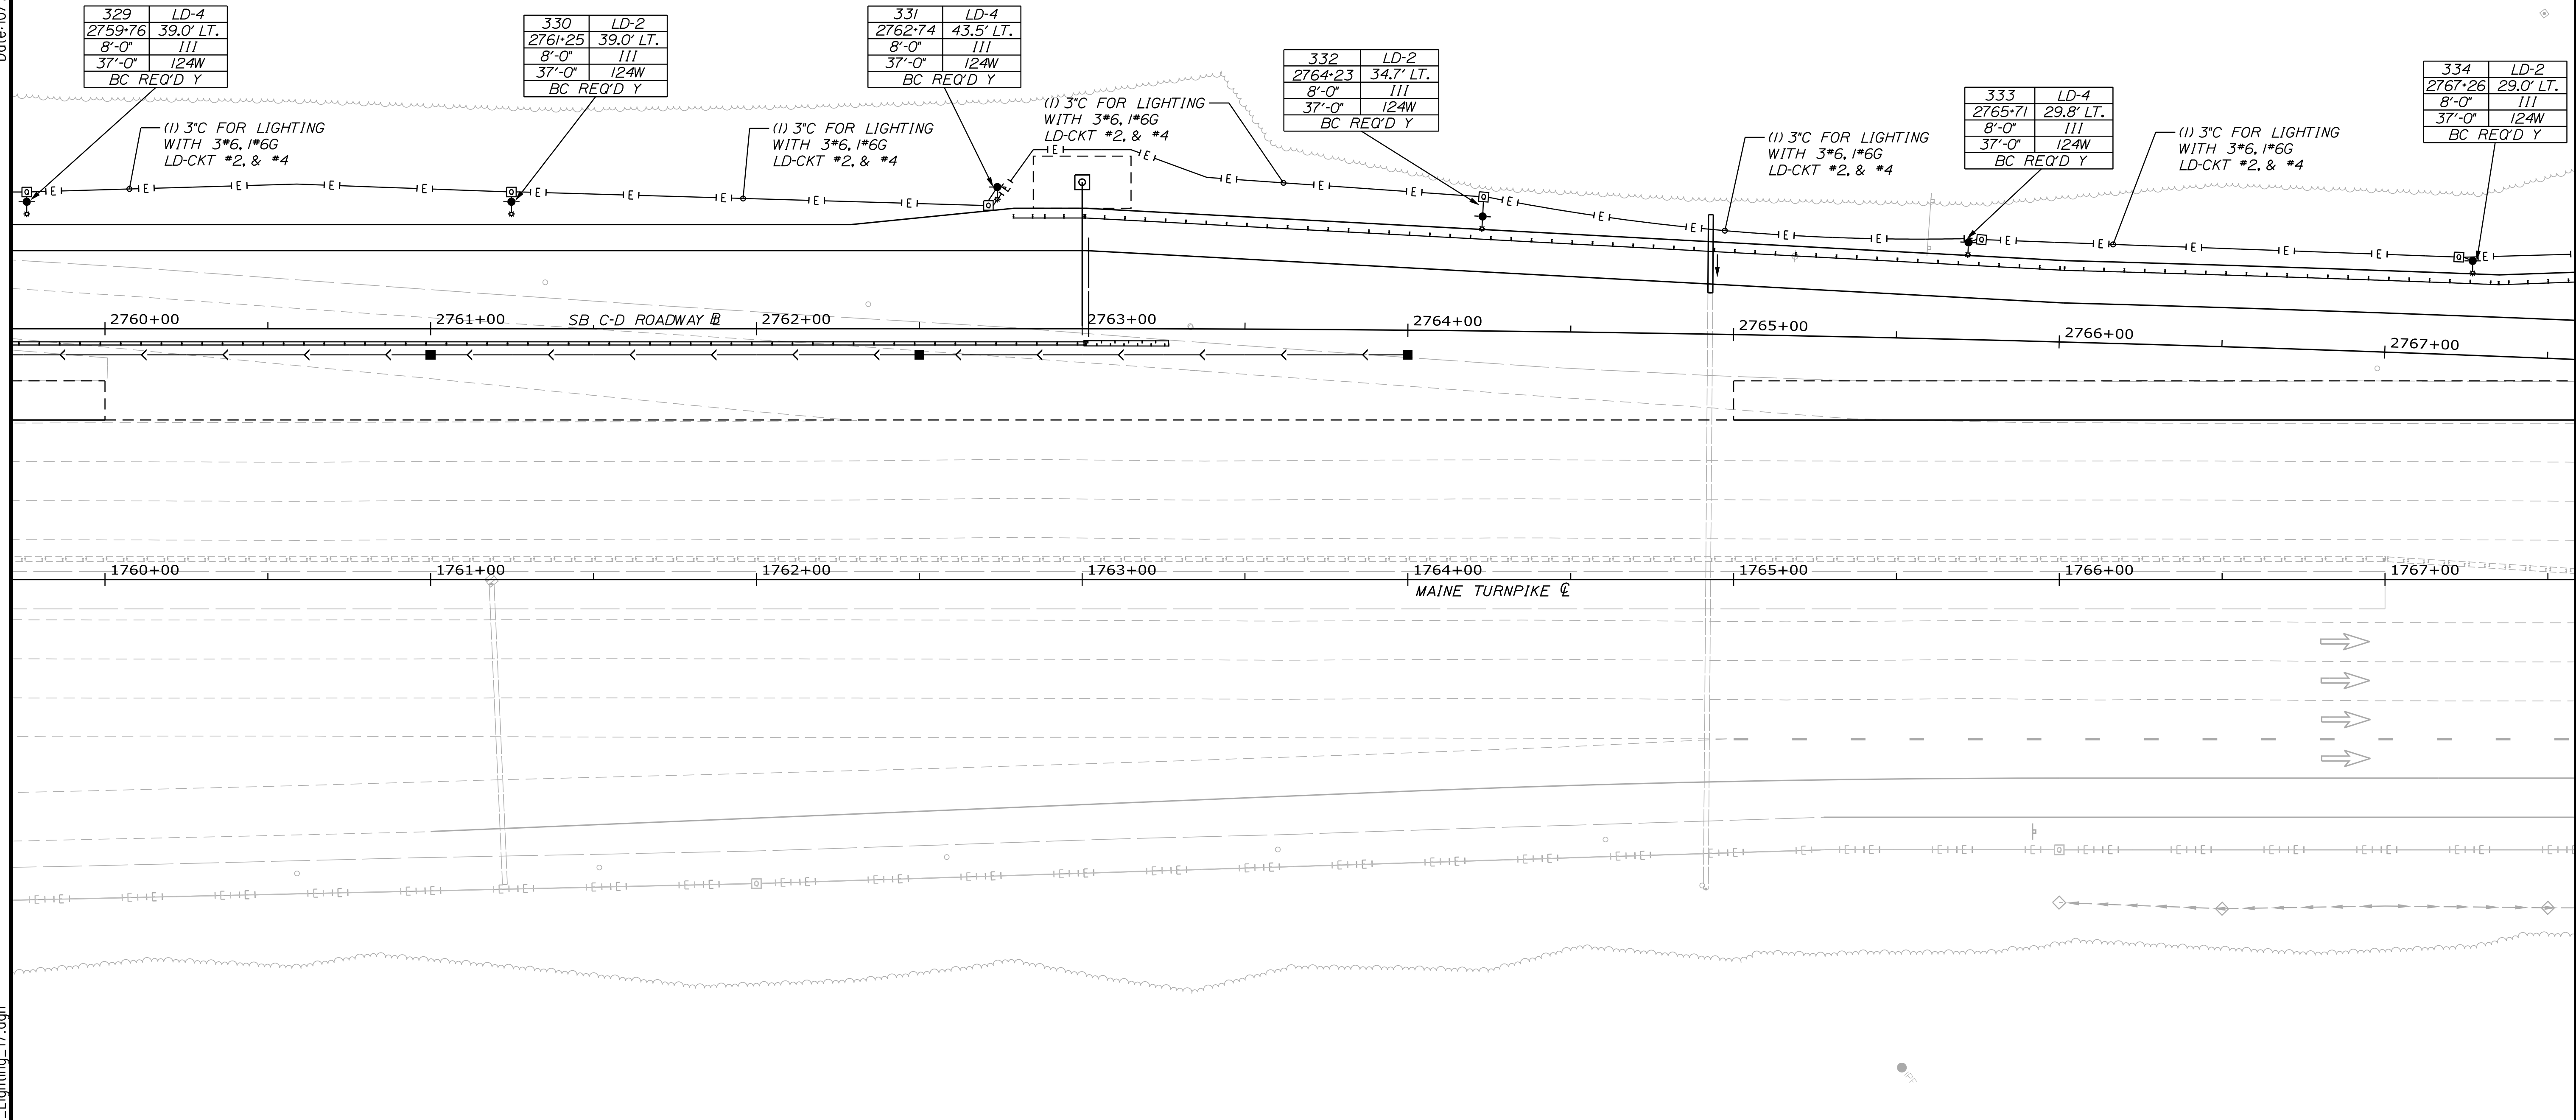 329 LD-4
2759+76 39.0' LT.
8'-0" III
37'-0" 124W
BC REQ'D Y
330 LD-2
2761+25 39.0' LT.
8'-0" III
37'-0" 124W
BC REQ'D Y
331 LD-4
2762+74 43.5' LT.
8'-0" III
37'-0" 124W
BC REQ'D Y
332 LD-2
2764+23 34.7' LT.
8'-0" III
37'-0" 124W
BC REQ'D Y
333 LD-4
2765+71 29.8' LT.
8'-0" III
37'-0" 124W
BC REQ'D Y
334 LD-2
2767+26 29.0' LT.
8'-0" III
37'-0" 124W
BC REQ'D Y
(1) 3"C FOR LIGHTING
WITH 3#6, 1#6G
LD-CKT #2, & #4
(1) 3"C FOR LIGHTING
WITH 3#6, 1#6G
LD-CKT #2, & #4
(1) 3"C FOR LIGHTING
WITH 3#6, 1#6G
LD-CKT #2, & #4
(1) 3"C FOR LIGHTING
WITH 3#6, 1#6G
LD-CKT #2, & #4
(1) 3"C FOR LIGHTING
WITH 3#6, 1#6G
LD-CKT #2, & #4
2760+00 2761+00 SB C-D ROADWAY BL 2762+00 2763+00 2764+00 2765+00 2766+00 2767+00
1760+00 1761+00 1762+00 1763+00 1764+00 1765+00 1766+00 1767+00
MAINE TURNPIKE CL